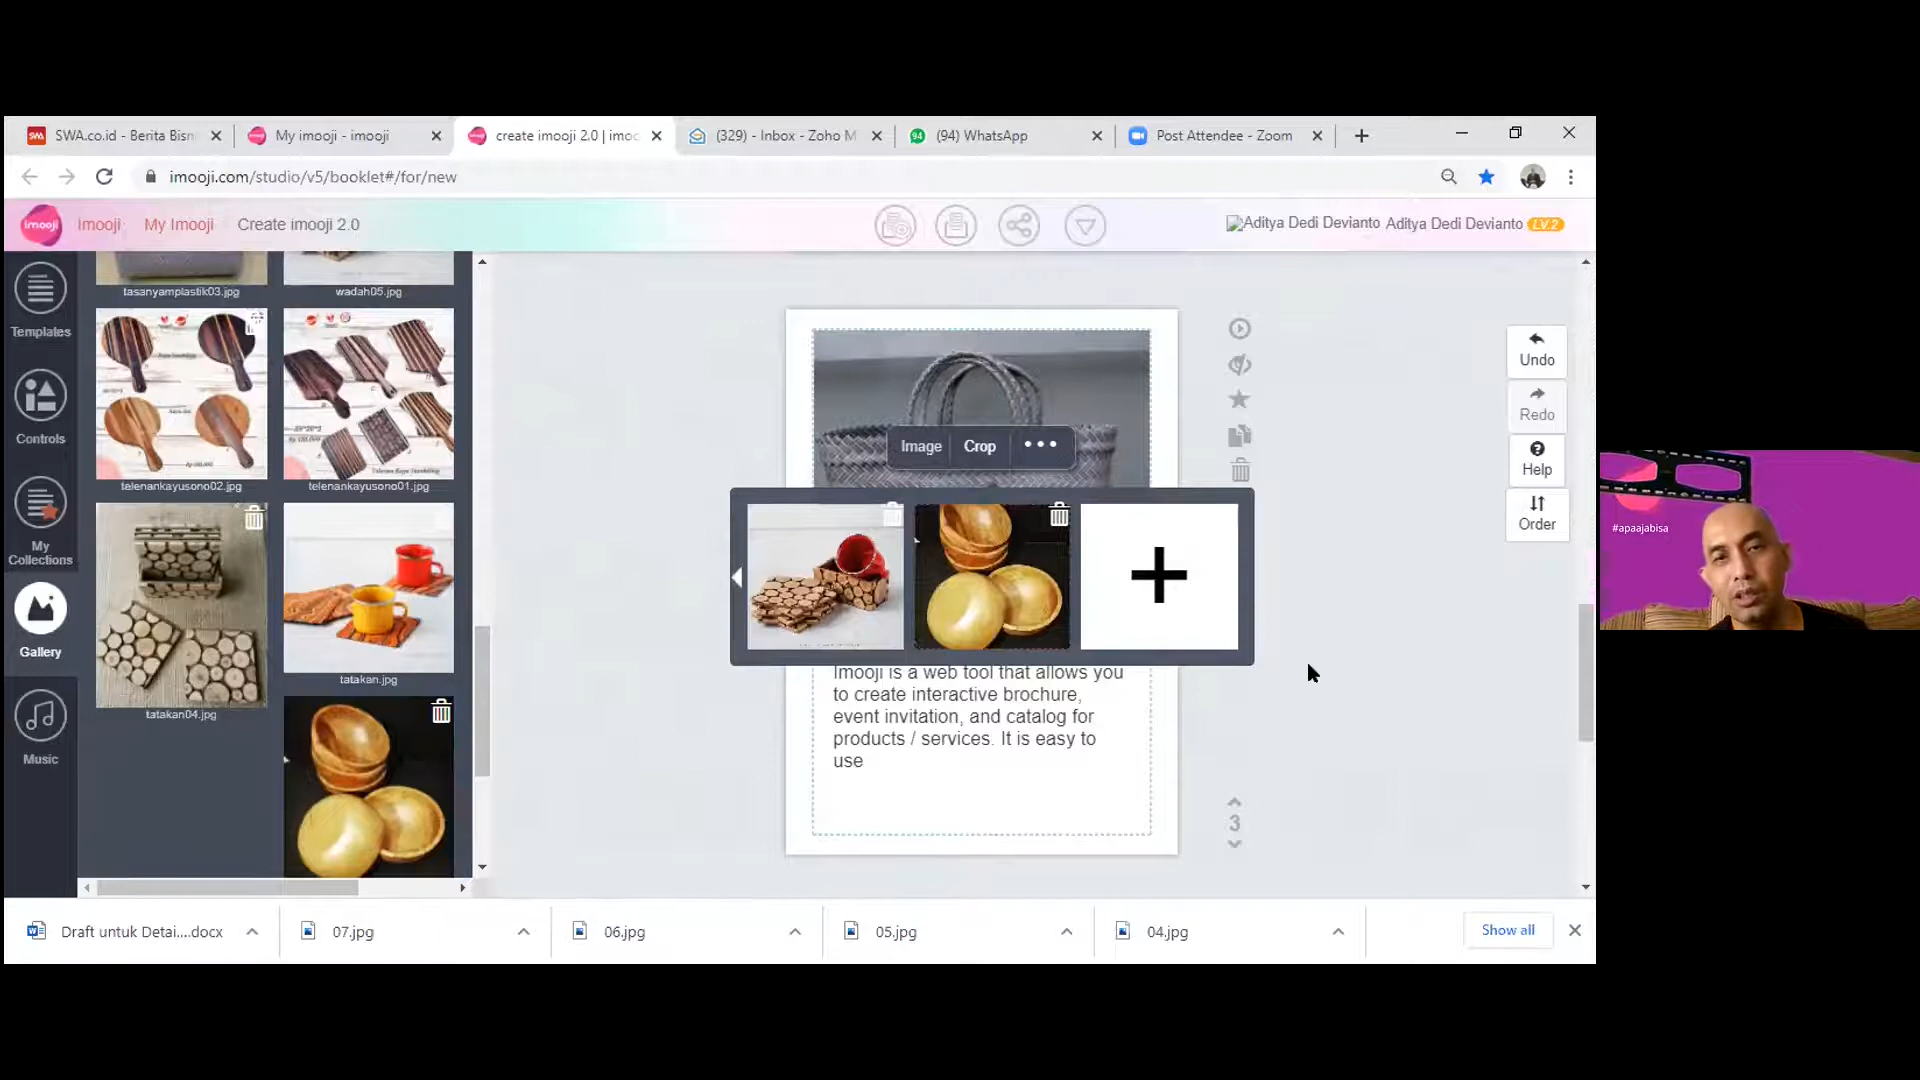 SWA.co.id - Berita Bisn
My imooji - imooji
create imooji 2.0 | imoc
(329) - Inbox - Zoho M
94
(94) WhatsApp
Post Attendee - Zoom
imooji.com/studio/v5/booklet#/for/new
imooji
Imooji
My Imooji
Create imooji 2.0
Aditya Dedi Devianto
Aditya Dedi Devianto
LV.2
Templates
Controls
My
Collections
Gallery
Music
tasanyamplastik03.jpg
wadah05.jpg
telenankayusono02.jpg
telenankayusono01.jpg
tatakan04.jpg
tatakan.jpg
Image
Crop
Imooji is a web tool that allows you
to create interactive brochure,
event invitation, and catalog for
products / services. It is easy to
use
3
Undo
Redo
Help
Order
#apaajabisa
Draft untuk Detai....docx
07.jpg
06.jpg
05.jpg
04.jpg
Show all